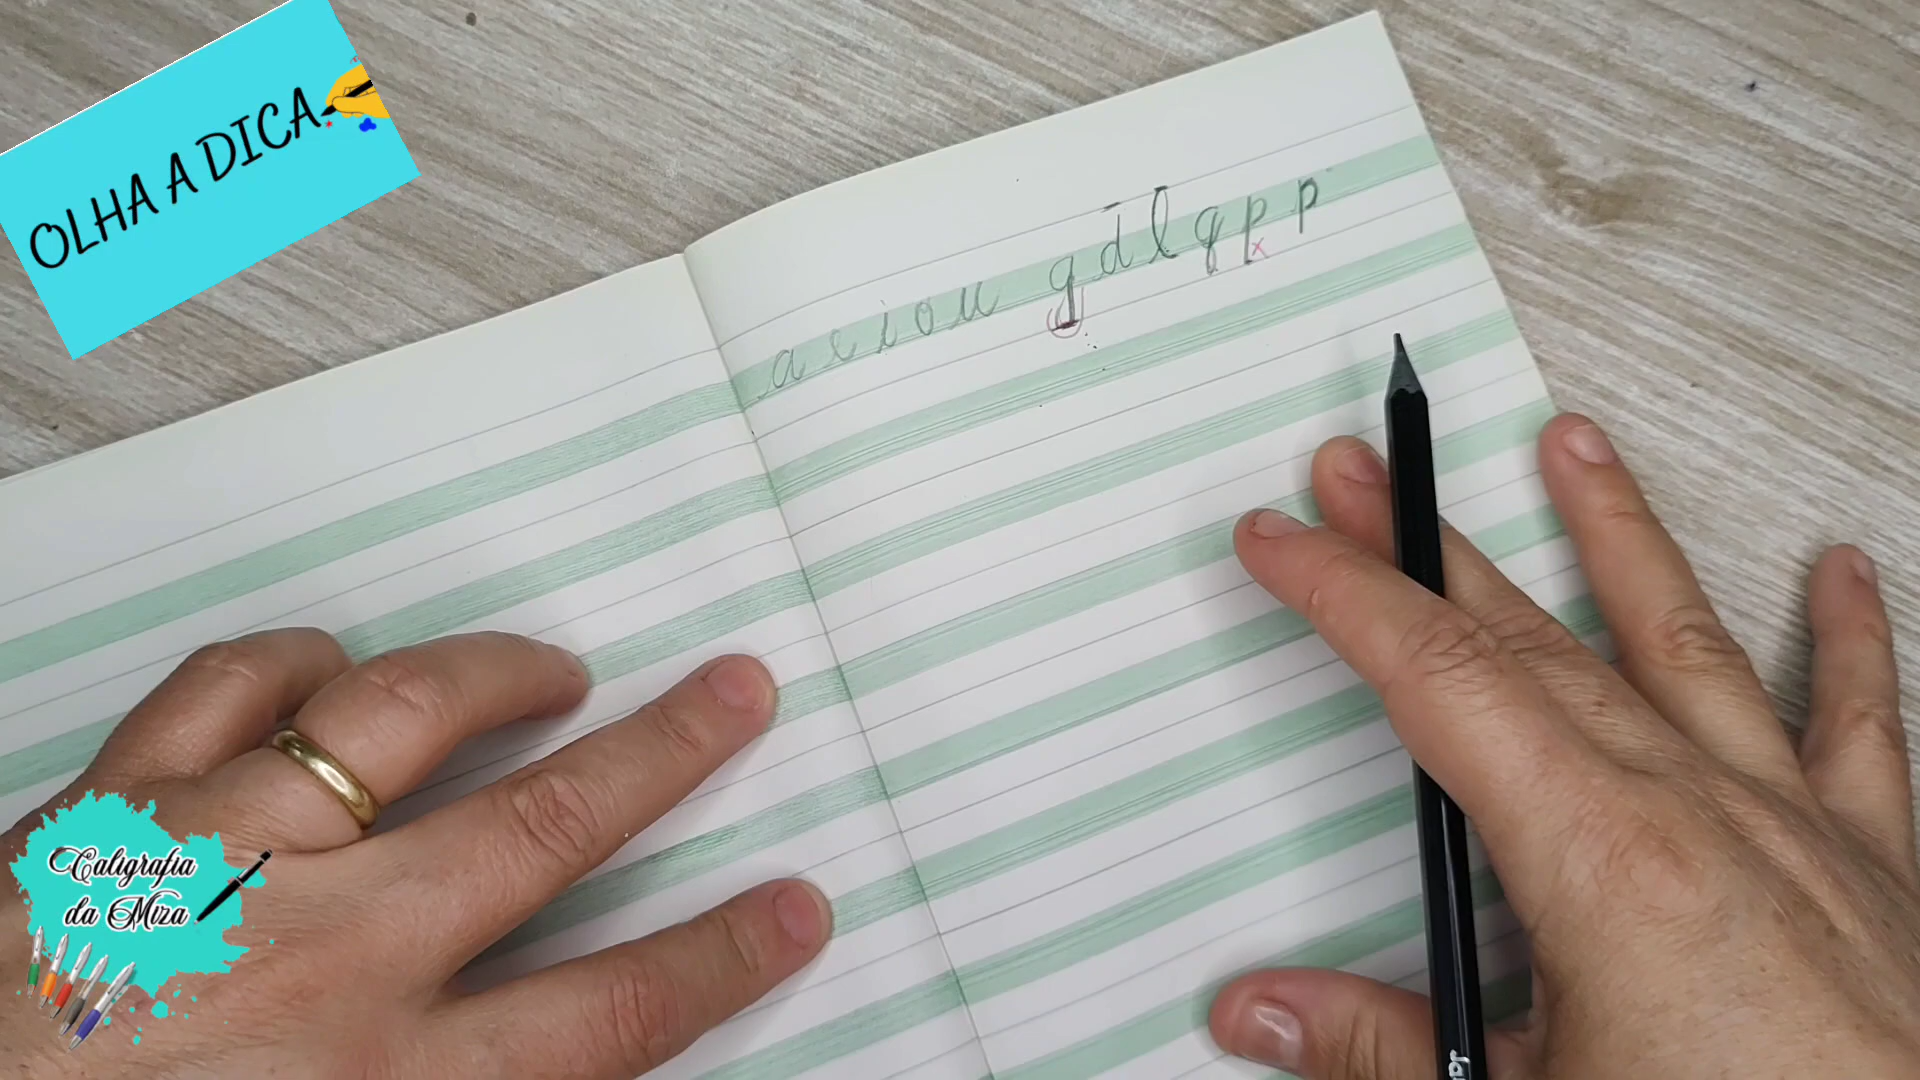 OLHA A DICA
a e i o u g d l q p p
x
Caligrafia
da Miza